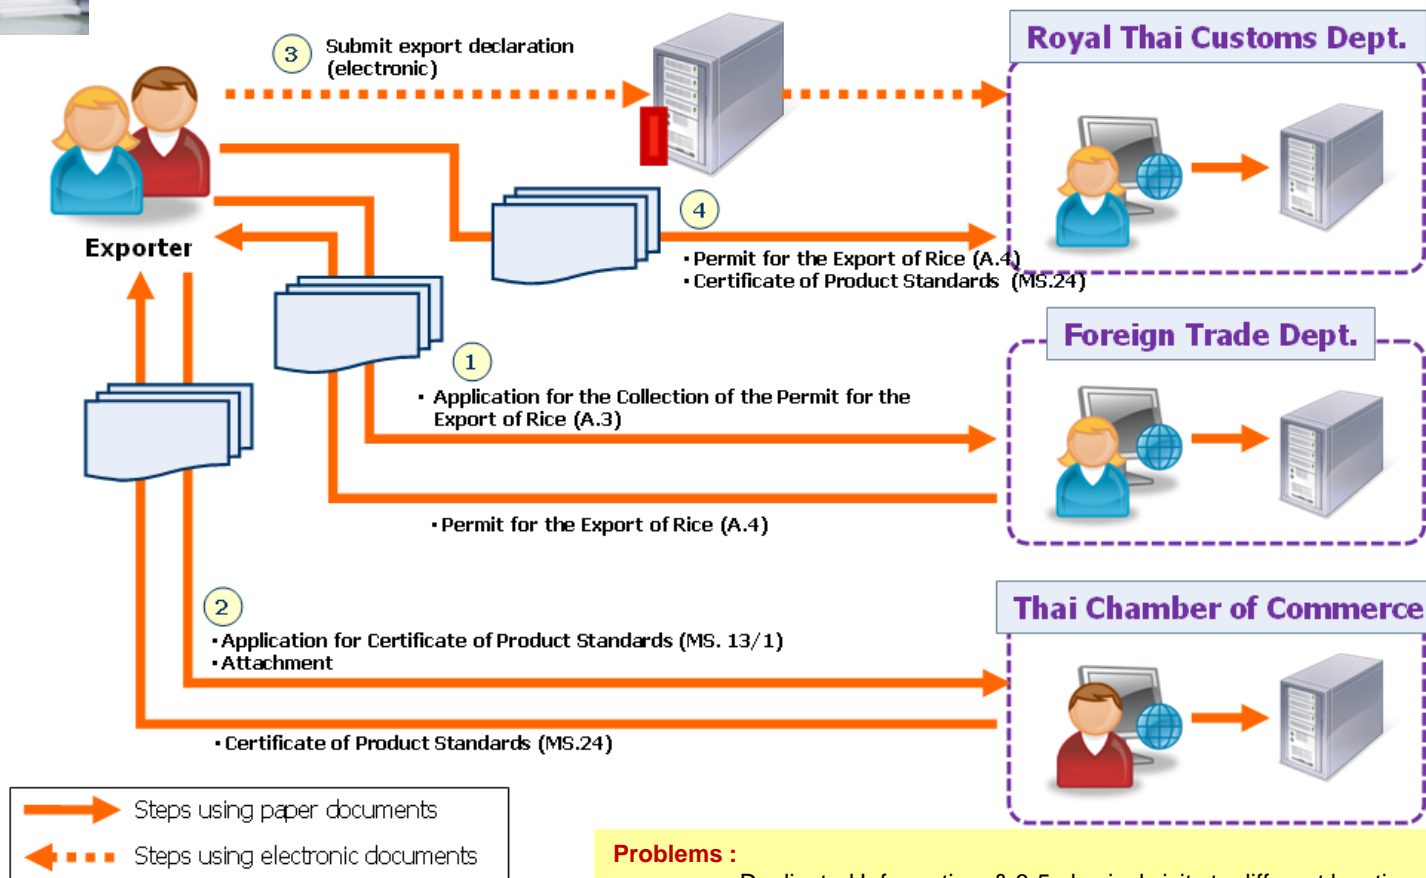 3
Submit export declaration
(electronic)
Royal Thai Customs Dept.
Exporter
4
▪ Permit for the Export of Rice (A.4)
▪ Certificate of Product Standards (MS.24)
Foreign Trade Dept.
1
▪ Application for the Collection of the Permit for the
Export of Rice (A.3)
▪ Permit for the Export of Rice (A.4)
Thai Chamber of Commerce
2
▪ Application for Certificate of Product Standards (MS. 13/1)
▪ Attachment
▪ Certificate of Product Standards (MS.24)
Steps using paper documents
Steps using electronic documents
Problems :